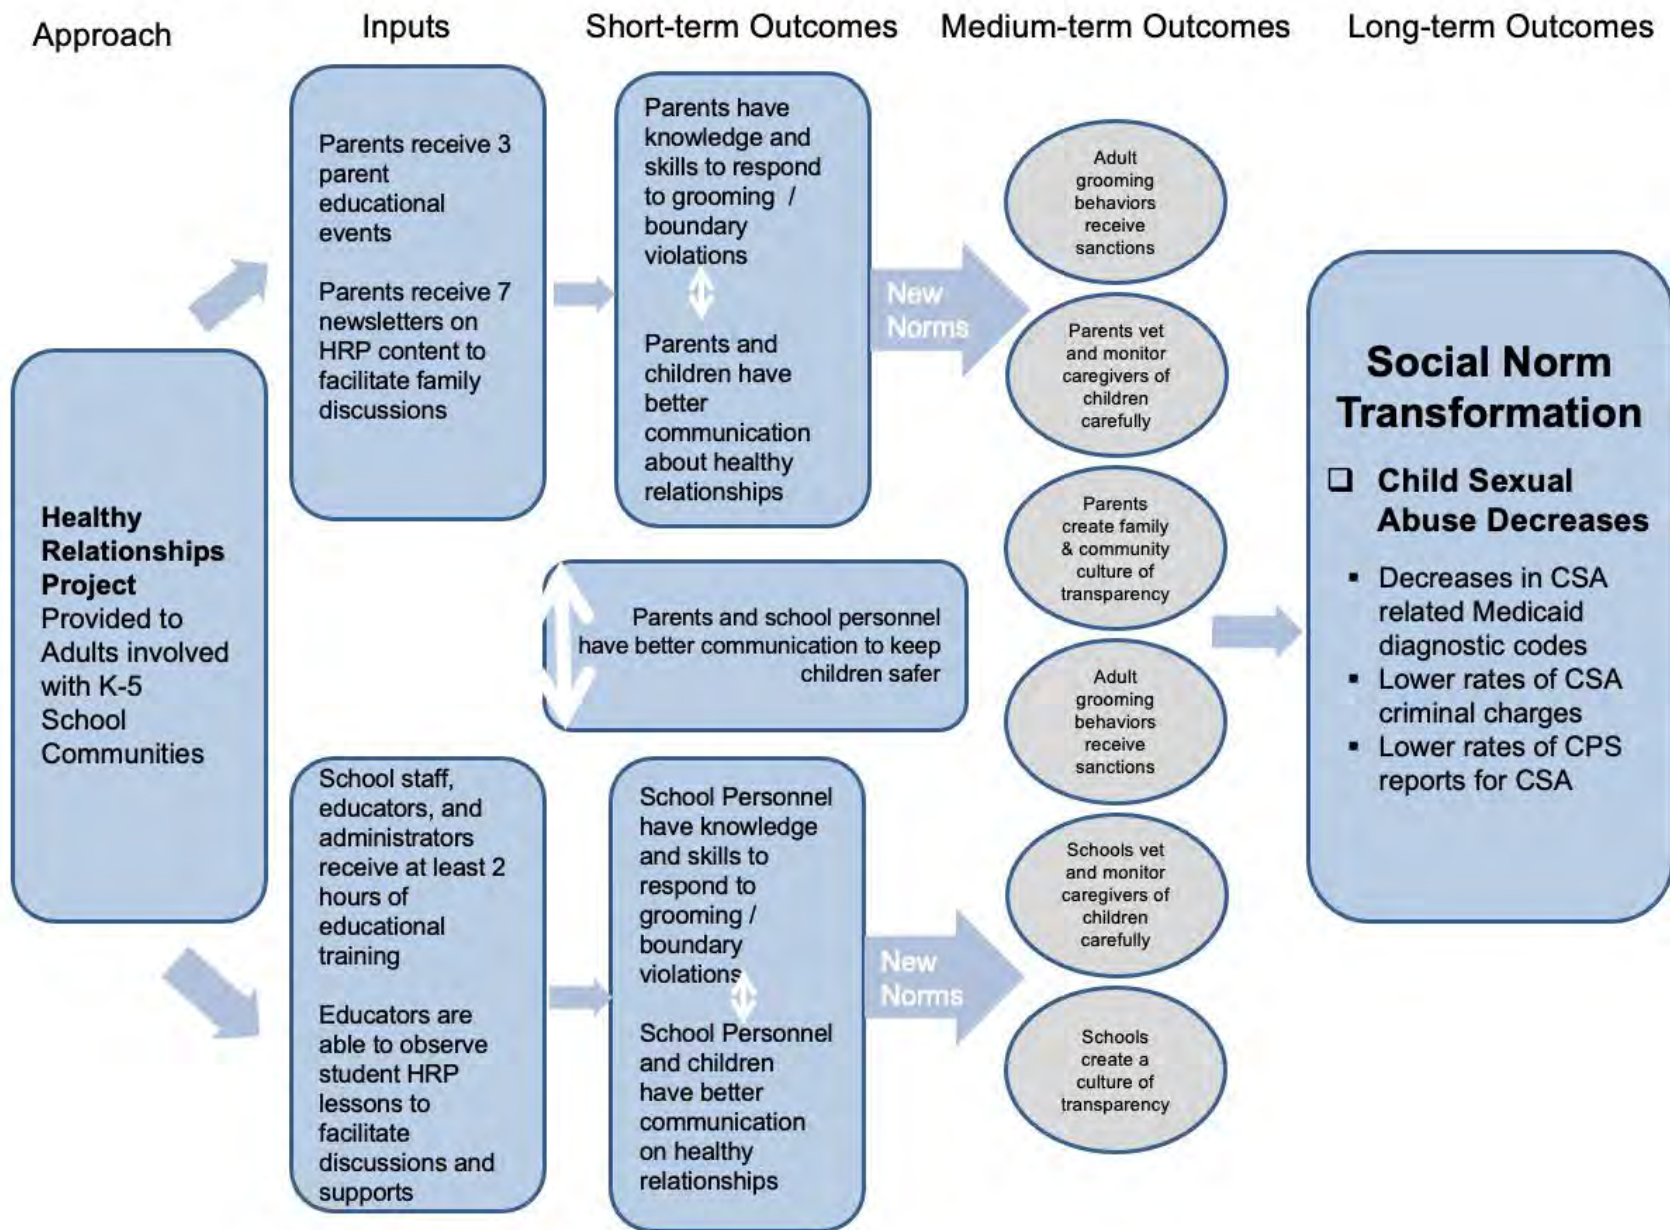 Approach
Inputs
Short-term Outcomes
Medium-term Outcomes
Long-term Outcomes
Healthy
Relationships
Project
Provided to
Adults involved
with K-5
School
Communities
Parents receive 3
parent
educational
events
Parents receive 7
newsletters on
HRP content to
facilitate family
discussions
School staff,
educators, and
administrators
receive at least 2
hours of
educational
training
Educators are
able to observe
student HRP
lessons to
facilitate
discussions and
supports
Parents have
knowledge and
skills to respond
to grooming /
boundary
violations
Parents and
children have
better
communication
about healthy
relationships
Parents and school personnel
have better communication to keep
children safer
School Personnel
have knowledge
and skills to
respond to
grooming /
boundary
violations
School Personnel
and children
have better
communication
on healthy
relationships
New
Norms
New
Norms
Adult
grooming
behaviors
receive
sanctions
Parents vet
and monitor
caregivers of
children
carefully
Parents
create family
& community
culture of
transparency
Adult
grooming
behaviors
receive
sanctions
Schools vet
and monitor
caregivers of
children
carefully
Schools
create a
culture of
transparency
Social Norm
Transformation
❑ Child Sexual
Abuse Decreases
▪ Decreases in CSA
related Medicaid
diagnostic codes
▪ Lower rates of CSA
criminal charges
▪ Lower rates of CPS
reports for CSA